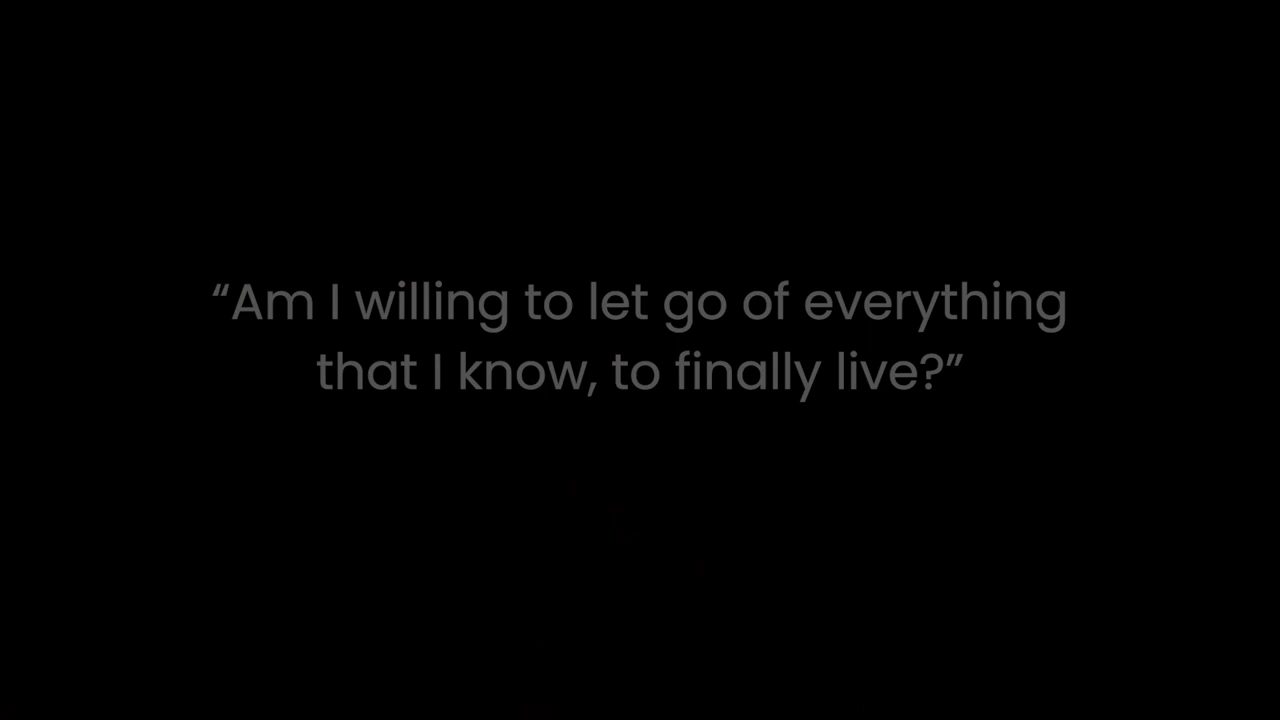 “Am I willing to let go of everything
that I know, to finally live?”